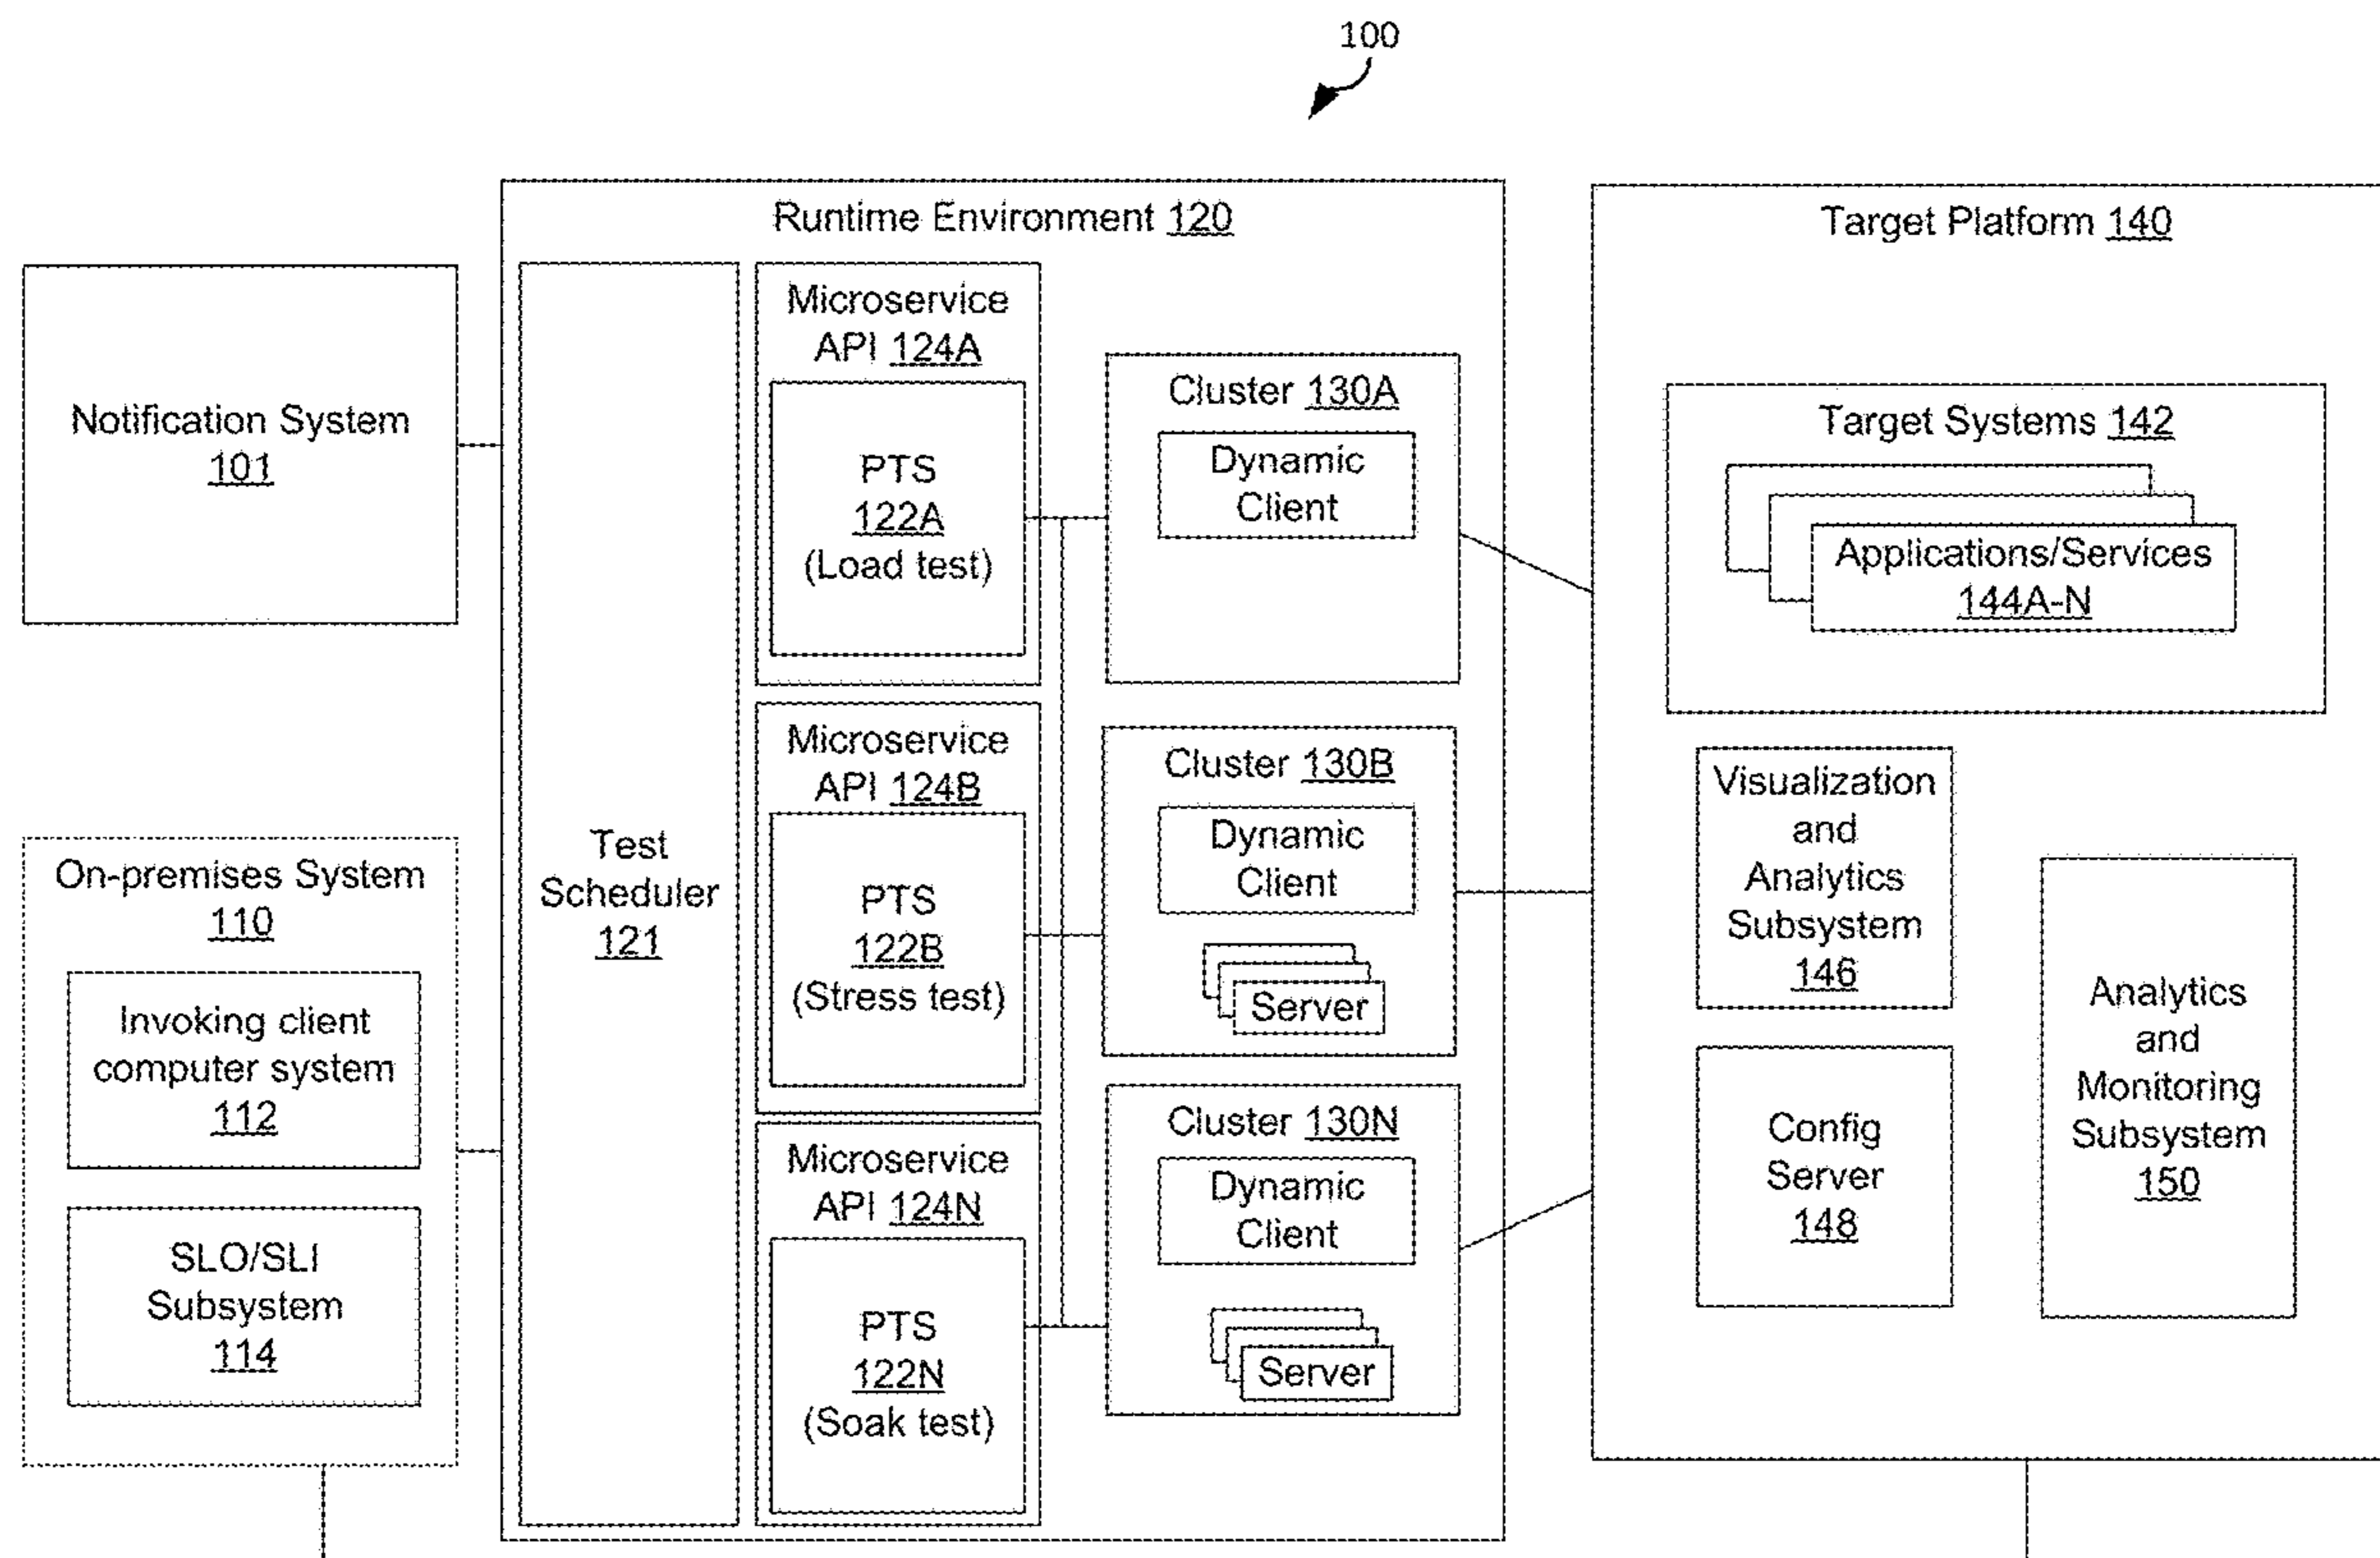 100
Runtime Environment 120
Target Platform 140
Notification System
101
On-premises System
110
Invoking client
computer system
112
SLO/SLI
Subsystem
114
Test
Scheduler
121
Microservice
API 124A
PTS
122A
(Load test)
Microservice
API 124B
PTS
122B
(Stress test)
Microservice
API 124N
PTS
122N
(Soak test)
Cluster 130A
Dynamic
Client
Cluster 130B
Dynamic
Client
Server
Cluster 130N
Dynamic
Client
Server
Target Systems 142
Applications/Services
144A-N
Visualization
and
Analytics
Subsystem
146
Config
Server
148
Analytics
and
Monitoring
Subsystem
150